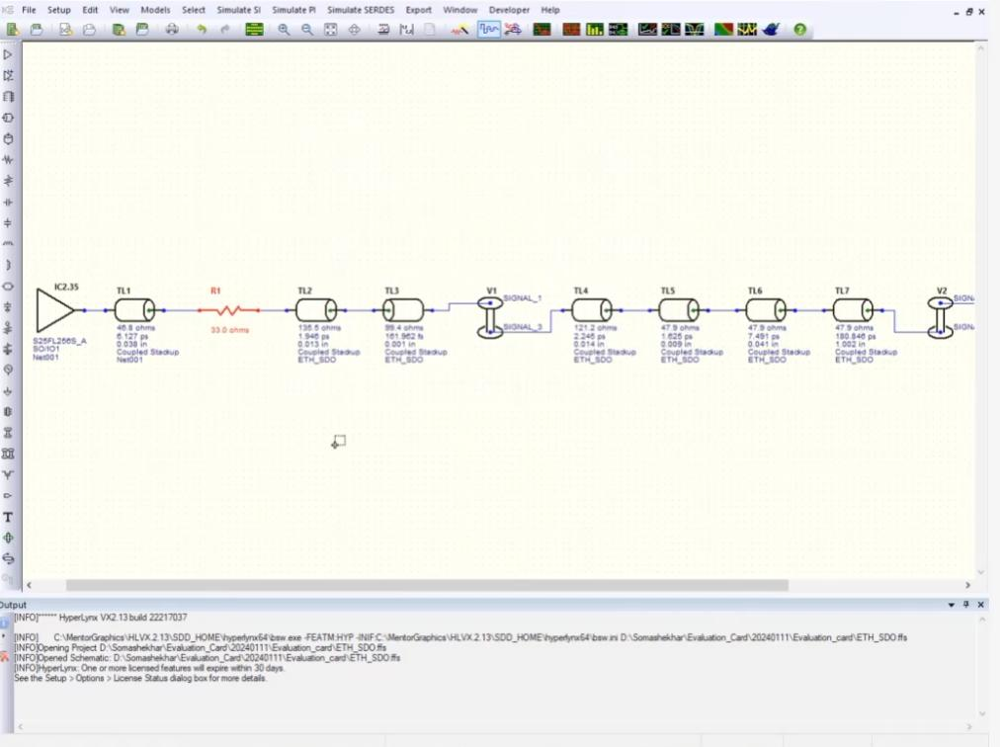 File Setup Edit View Models Select Simulate SI Simulate PI Simulate SERDES Export Window Developer Help
IC2.35 TL1 R1 TL2 TL3 V1 TL4 TL5 TL6 TL7 V2
SIGNAL_1 SIGN
33.0 ohms
SIGNAL_3 SIGN
46.8 ohms 135.5 ohms 99.4 ohms 121.2 ohms 47.9 ohms 47.9 ohms 47.9 ohms
6.127 ps 1.946 ps 161.962 fs 2.245 ps 1.625 ps 7.491 ps 180.846 ps
S25FL256S_A 0.038 in 0.013 in 0.001 in 0.014 in 0.009 in 0.041 in 1.002 in
SO/IO1 Coupled Stackup Coupled Stackup Coupled Stackup Coupled Stackup Coupled Stackup Coupled Stackup Coupled Stackup
Net001 Net001 ETH_SDO ETH_SDO ETH_SDO ETH_SDO ETH_SDO ETH_SDO
T
Output
[INFO]****** HyperLynx VX2.13 build 22217037
[INFO] C:\MentorGraphics\HLVX.2.13\SDD_HOME\hyperlynx64\bsw.exe -FEATM:HYP -INIF:C:\MentorGraphics\HLVX.2.13\SDD_HOME\hyperlynx64\bsw.ini D:\Somashekhar\Evaluation_Card\20240111\Evaluation_card\ETH_SDO.ffs
[INFO]Opening Project D:\Somashekhar\Evaluation_Card\20240111\Evaluation_card\ETH_SDO.ffs
[INFO]Opened Schematic: D:\Somashekhar\Evaluation_Card\20240111\Evaluation_card\ETH_SDO.ffs
[INFO]HyperLynx: One or more licensed features will expire within 30 days.
See the Setup > Options > License Status dialog box for more details.